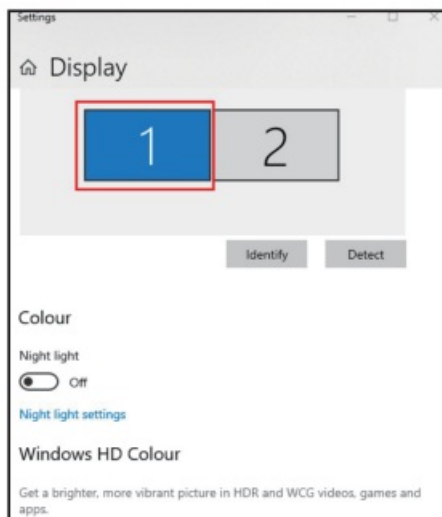 Settings
Display
1 2
Identify Detect
Colour
Night light
Off
Night light settings
Windows HD Colour
Get a brighter, more vibrant picture in HDR and WCG videos, games and
apps.